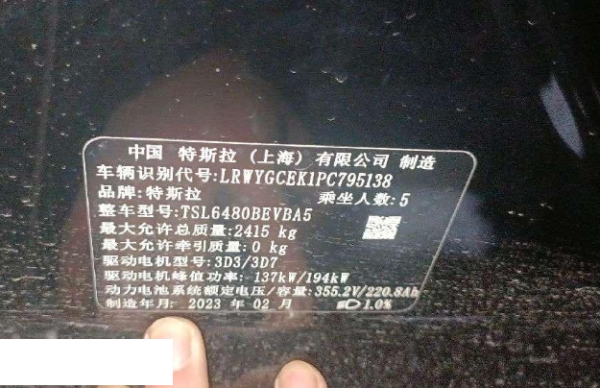 中国 特斯拉（上海）有限公司 制造
车辆识别代号:LRWYGCEK1PC795138
品牌:特斯拉 乘坐人数:5
整车型号:TSL6480BEVBA5
最大允许总质量:2415 kg
最大允许牵引质量:0 kg
驱动电机型号:3D3/3D7
驱动电机峰值功率: 137kW/194kW
动力电池系统额定电压/容量:355.2V/220.8Ah
制造年月: 2023 年 02 月 1.0%